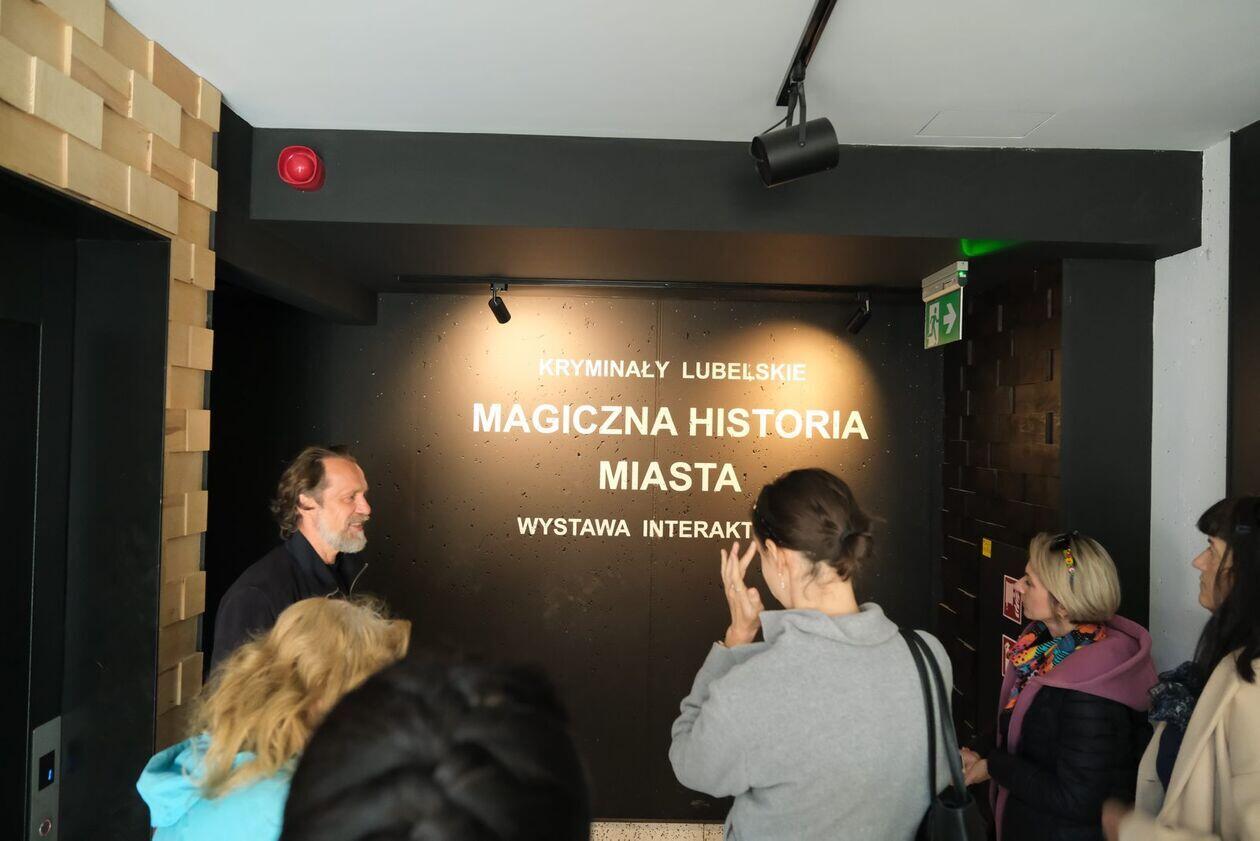 KRYMINAŁY LUBELSKIE
MAGICZNA HISTORIA
MIASTA
WYSTAWA INTERAKT